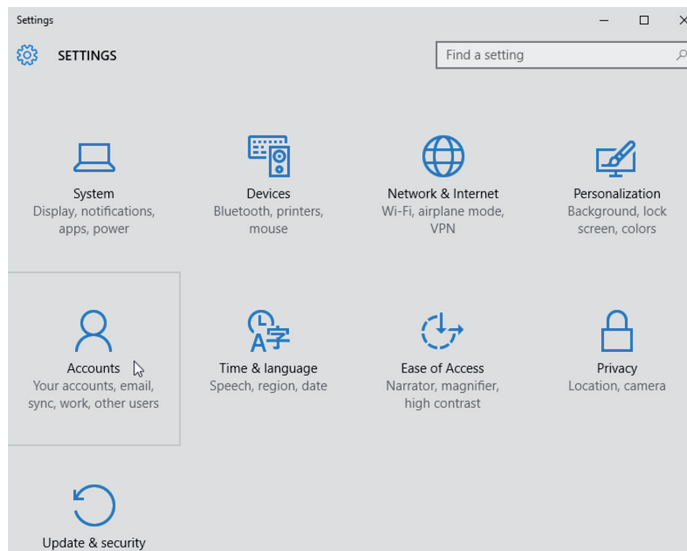 Settings
SETTINGS
Find a setting
System
Display, notifications,
apps, power
Devices
Bluetooth, printers,
mouse
Network & Internet
Wi-Fi, airplane mode,
VPN
Personalization
Background, lock
screen, colors
Accounts
Your accounts, email,
sync, work, other users
A字
Time & language
Speech, region, date
Ease of Access
Narrator, magnifier,
high contrast
Privacy
Location, camera
Update & security